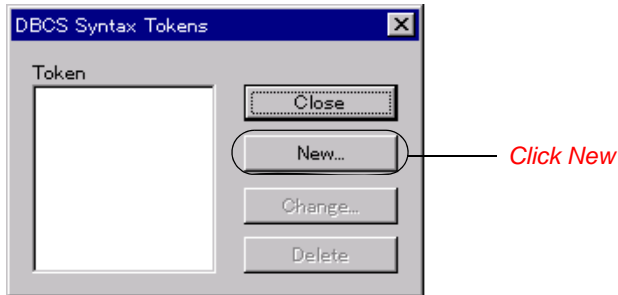 DBCS Syntax Tokens
Token
Close
New...
Click New
Change...
Delete